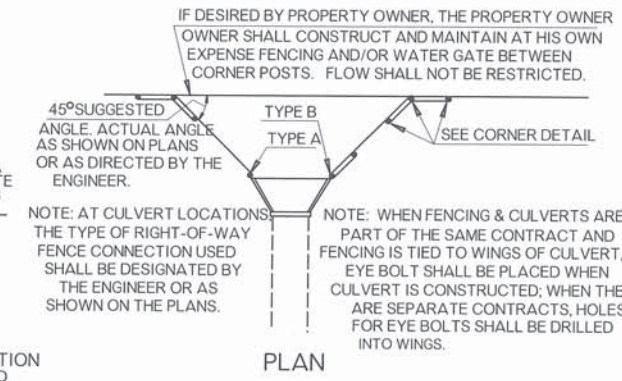 IF DESIRED BY PROPERTY OWNER, THE PROPERTY OWNER
OWNER SHALL CONSTRUCT AND MAINTAIN AT HIS OWN
EXPENSE FENCING AND/OR WATER GATE BETWEEN
CORNER POSTS. FLOW SHALL NOT BE RESTRICTED.
45° SUGGESTED
ANGLE. ACTUAL ANGLE
AS SHOWN ON PLANS
OR AS DIRECTED BY THE
ENGINEER.
TYPE B
TYPE A
SEE CORNER DETAIL
NOTE: AT CULVERT LOCATIONS
THE TYPE OF RIGHT-OF-WAY
FENCE CONNECTION USED
SHALL BE DESIGNATED BY
THE ENGINEER OR AS
SHOWN ON THE PLANS.
NOTE: WHEN FENCING & CULVERTS ARE
PART OF THE SAME CONTRACT AND
FENCING IS TIED TO WINGS OF CULVERT,
EYE BOLT SHALL BE PLACED WHEN
CULVERT IS CONSTRUCTED; WHEN THE
ARE SEPARATE CONTRACTS, HOLES
FOR EYE BOLTS SHALL BE DRILLED
INTO WINGS.
PLAN